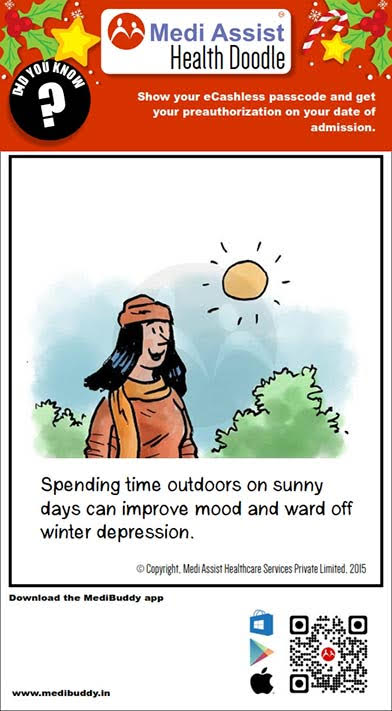 Medi Assist
Health Doodle
DID YOU KNOW
?
Show your eCashless passcode and get
your preauthorization on your date of
admission.
Spending time outdoors on sunny
days can improve mood and ward off
winter depression.
© Copyright, Medi Assist Healthcare Services Private Limited, 2015
Download the MediBuddy app
www.medibuddy.in